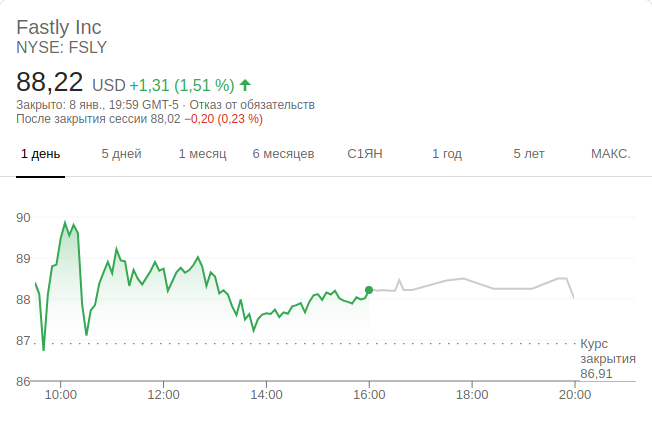 Fastly Inc
NYSE: FSLY
88,22 USD +1,31 (1,51 %)
Закрыто: 8 янв., 19:59 GMT-5 · Отказ от обязательств
После закрытия сессии 88,02 −0,20 (0,23 %)
1 день 5 дней 1 месяц 6 месяцев С1ЯН 1 год 5 лет МАКС.
90
89
88
87
Курс
закрытия
86,91
86
10:00 12:00 14:00 16:00 18:00 20:00